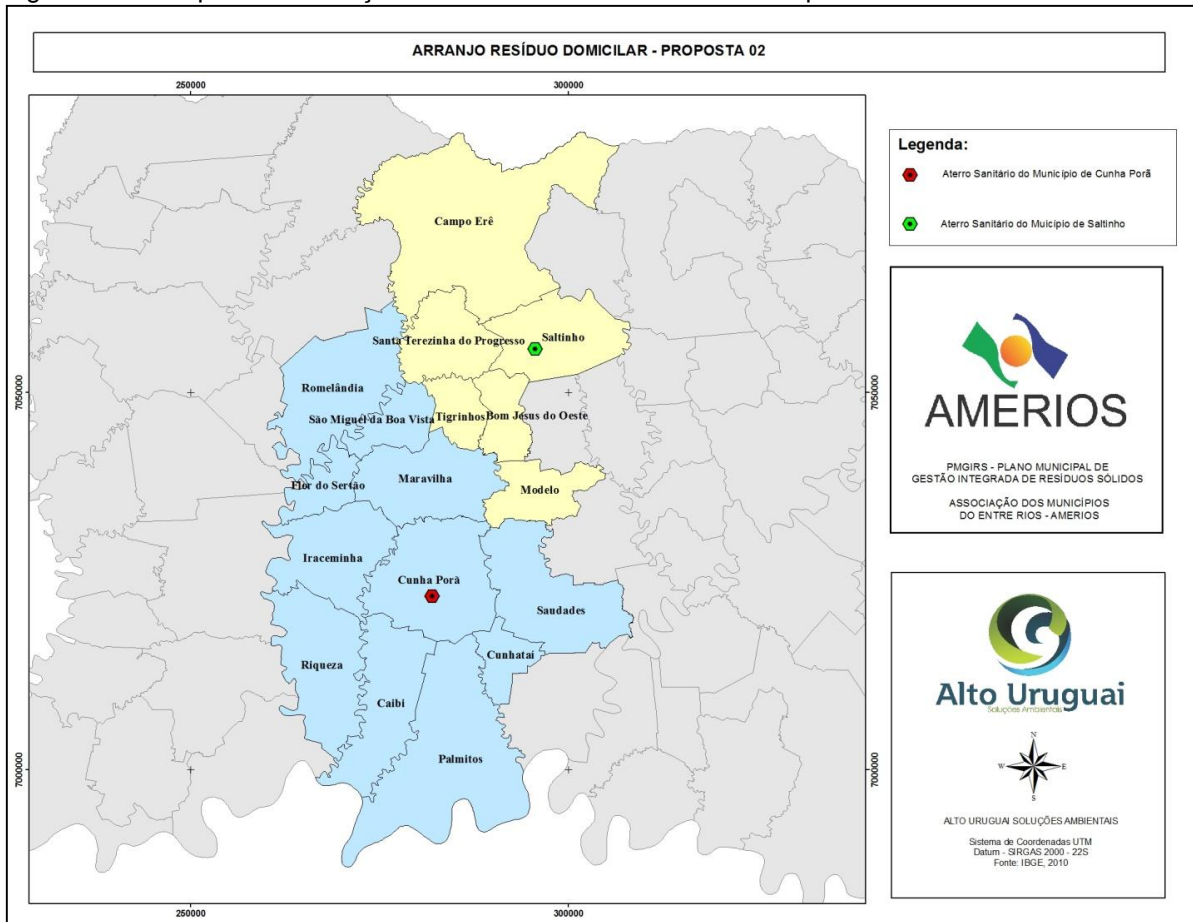 ARRANJO RESÍDUO DOMICILAR - PROPOSTA 02
250000
300000
Legenda:
Aterro Sanitário do Município de Cunha Porã
Aterro Sanitário do Muicípio de Saltinho
Campo Erê
Santa Terezinha do Progresso
Saltinho
7050000
7050000
Romelândia
São Miguel da Boa Vista
Tigrinhos
Bom Jesus do Oeste
Flor do Sertão
Maravilha
Modelo
Iraceminha
Cunha Porã
Saudades
Riqueza
Cunhataí
Caibi
Palmitos
7000000
7000000
250000
300000
AMERIOS
PMGIRS - PLANO MUNICIPAL DE
GESTÃO INTEGRADA DE RESÍDUOS SÓLIDOS
ASSOCIAÇÃO DOS MUNICÍPIOS
DO ENTRE RIOS - AMERIOS
Alto Uruguai
Soluções Ambientais
N
W E
S
ALTO URUGUAI SOLUÇÕES AMBIENTAIS
Sistema de Coordenadas UTM
Datum - SIRGAS 2000 - 22S
Fonte: IBGE, 2010